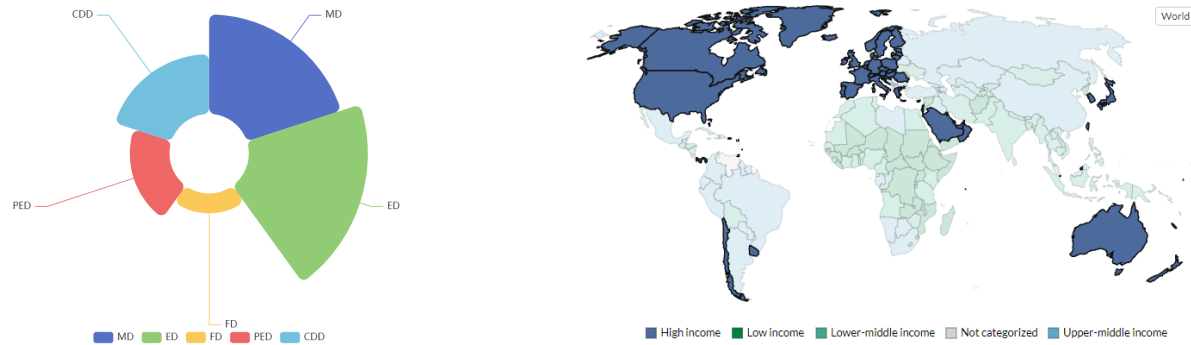 CDD
MD
PED
ED
FD
MD ED FD PED CDD
World
High income Low income Lower-middle income Not categorized Upper-middle income